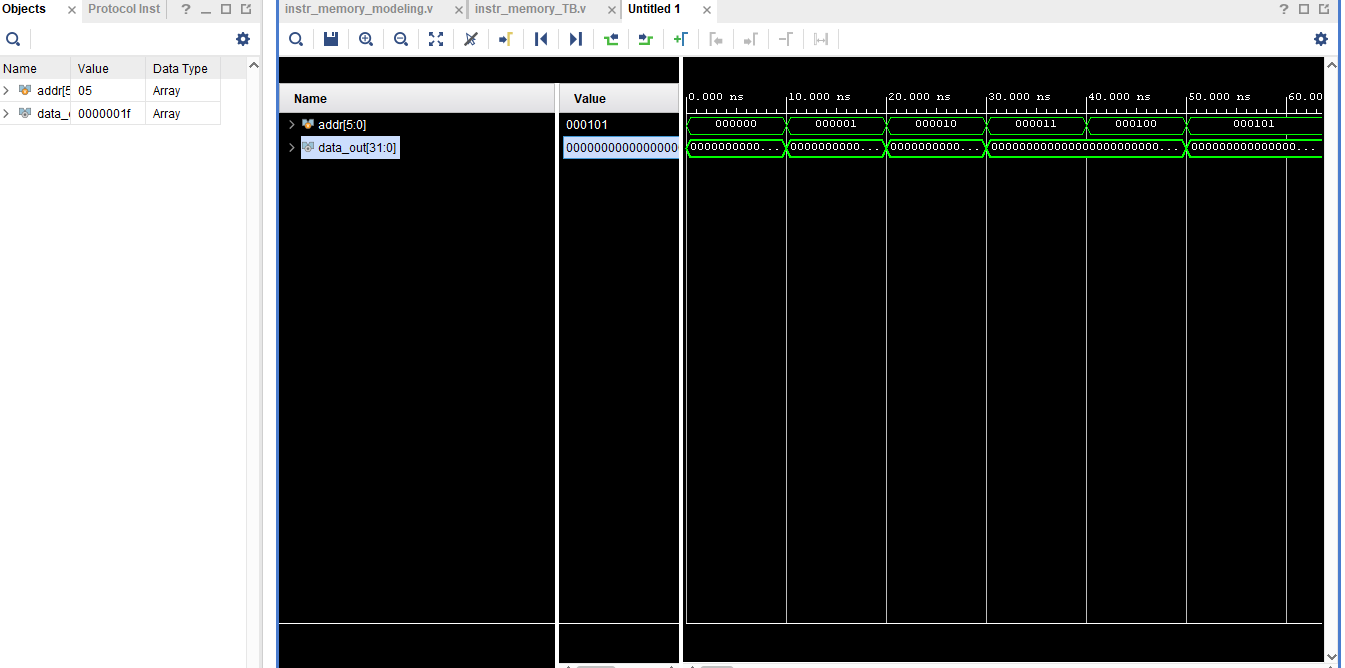 Objects Protocol Inst ?
Name Value Data Type
addr[5 05 Array
data_ 0000001f Array
instr_memory_modeling.v instr_memory_TB.v Untitled 1 ?
Name Value
addr[5:0] 000101
data_out[31:0] 0000000000000000
0.000 ns 10.000 ns 20.000 ns 30.000 ns 40.000 ns 50.000 ns 60.00
000000 000001 000010 000011 000100 000101
0000000000... 0000000000... 0000000000... 00000000000000000000000000... 000000000000000...